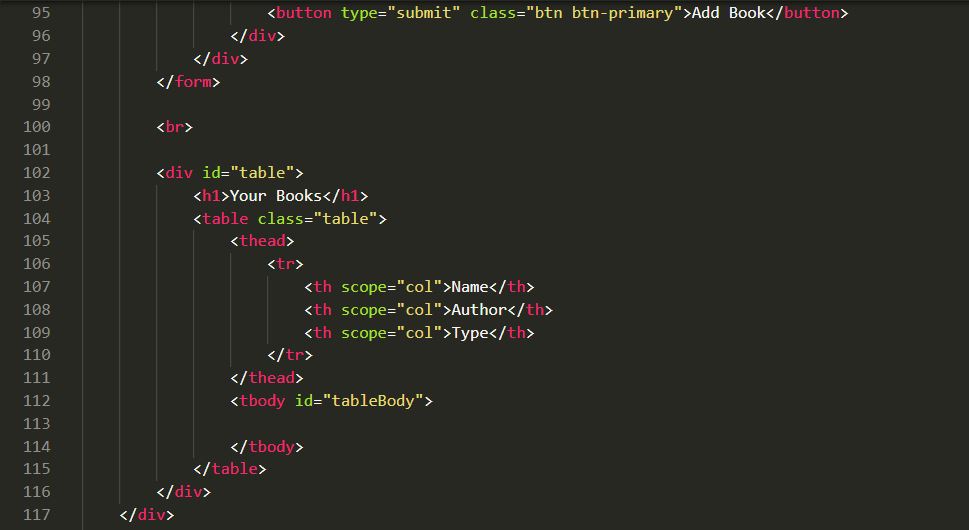 95                        <button type="submit" class="btn btn-primary">Add Book</button>
96                    </div>
97                </div>
98            </form>
99
100            <br>
101
102            <div id="table">
103                <h1>Your Books</h1>
104                <table class="table">
105                    <thead>
106                        <tr>
107                            <th scope="col">Name</th>
108                            <th scope="col">Author</th>
109                            <th scope="col">Type</th>
110                        </tr>
111                    </thead>
112                    <tbody id="tableBody">
113
114                    </tbody>
115                </table>
116            </div>
117        </div>